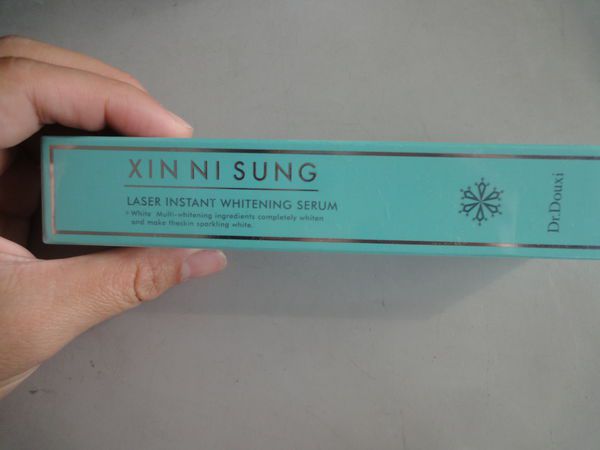 XIN NI SUNG
LASER INSTANT WHITENING SERUM
White Multi-whitening ingredients completely whiten
and make theskin sparkling white.
Dr.Douxi